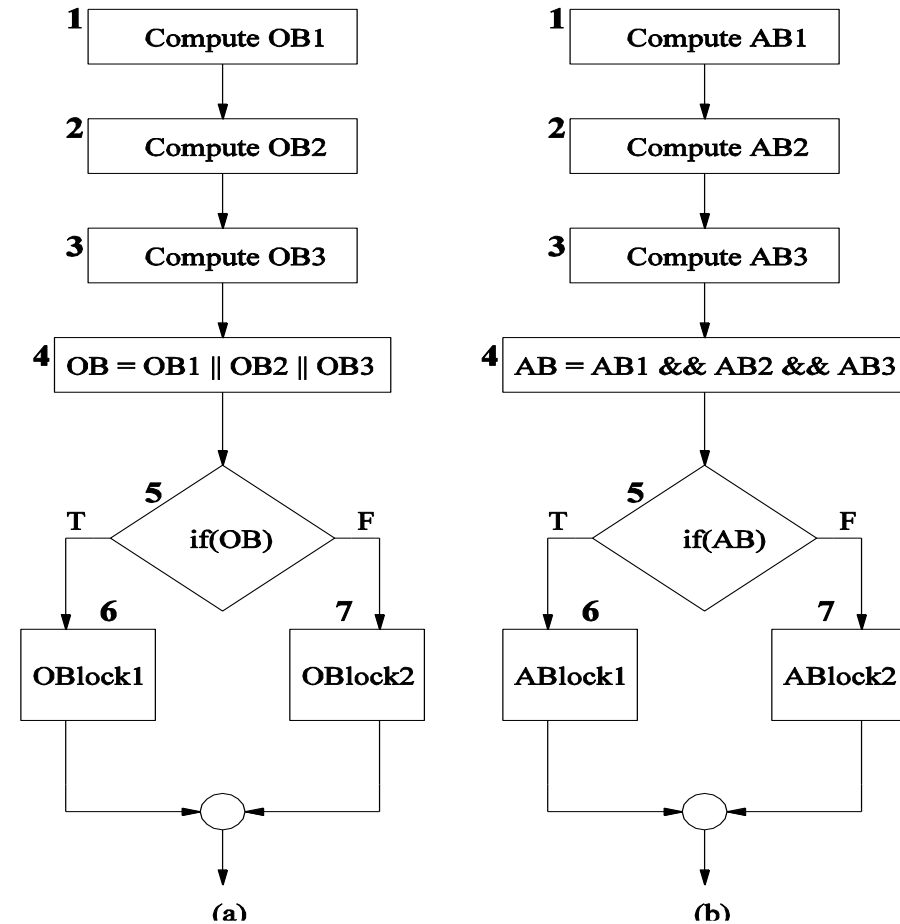 1
Compute OB1
2
Compute OB2
3
Compute OB3
4
OB = OB1 || OB2 || OB3
5
if(OB)
T
F
6
OBlock1
7
OBlock2
(a)
1
Compute AB1
2
Compute AB2
3
Compute AB3
4
AB = AB1 && AB2 && AB3
5
if(AB)
T
F
6
ABlock1
7
ABlock2
(b)